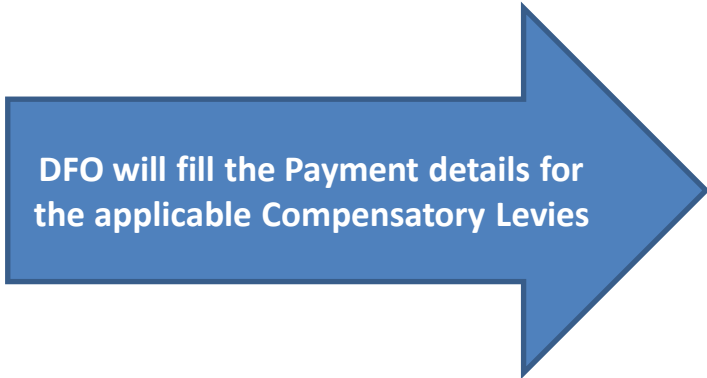 DFO will fill the Payment details for
the applicable Compensatory Levies